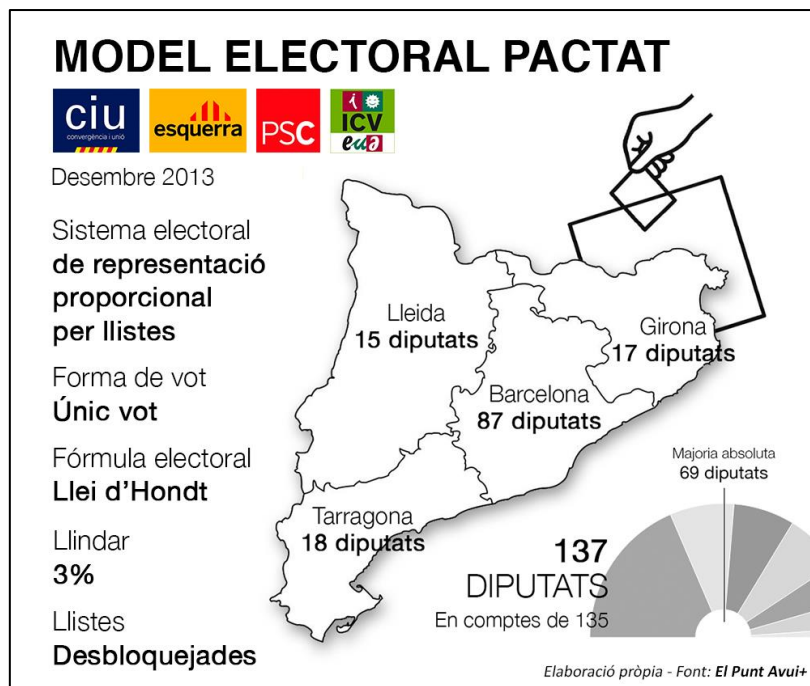 MODEL ELECTORAL PACTAT
ciu
convergència i unió
esquerra
PSC
ICV
euia
Desembre 2013
Sistema electoral
de representació
proporcional
per llistes
Forma de vot
Únic vot
Fórmula electoral
Llei d'Hondt
Llindar
3%
Llistes
Desbloquejades
Lleida
15 diputats
Girona
17 diputats
Barcelona
87 diputats
Tarragona
18 diputats
Majoria absoluta
69 diputats
137
DIPUTATS
En comptes de 135
Elaboració pròpia - Font: El Punt Avui+